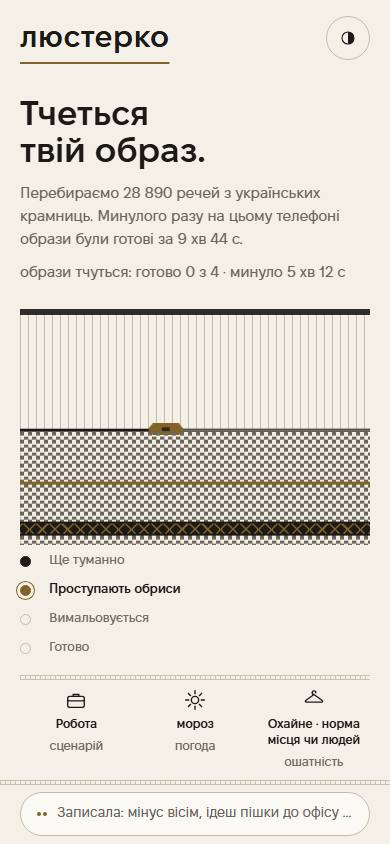 люстерко
Тчеться
твій образ.
Перебираємо 28 890 речей з українських
крамниць. Минулого разу на цьому телефоні
образи були готові за 9 хв 44 с.
образи тчуться: готово 0 з 4 · минуло 5 хв 12 с
Ще туманно
Проступають обриси
Вимальовується
Готово
Робота
сценарій
мороз
погода
Охайне · норма
місця чи людей
ошатність
Записала: мінус вісім, ідеш пішки до офісу ...